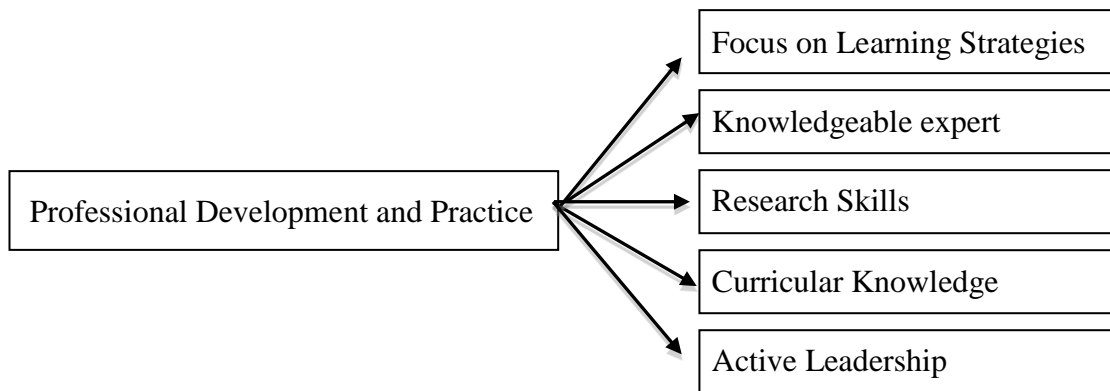 Focus on Learning Strategies
Knowledgeable expert
Professional Development and Practice
Research Skills
Curricular Knowledge
Active Leadership